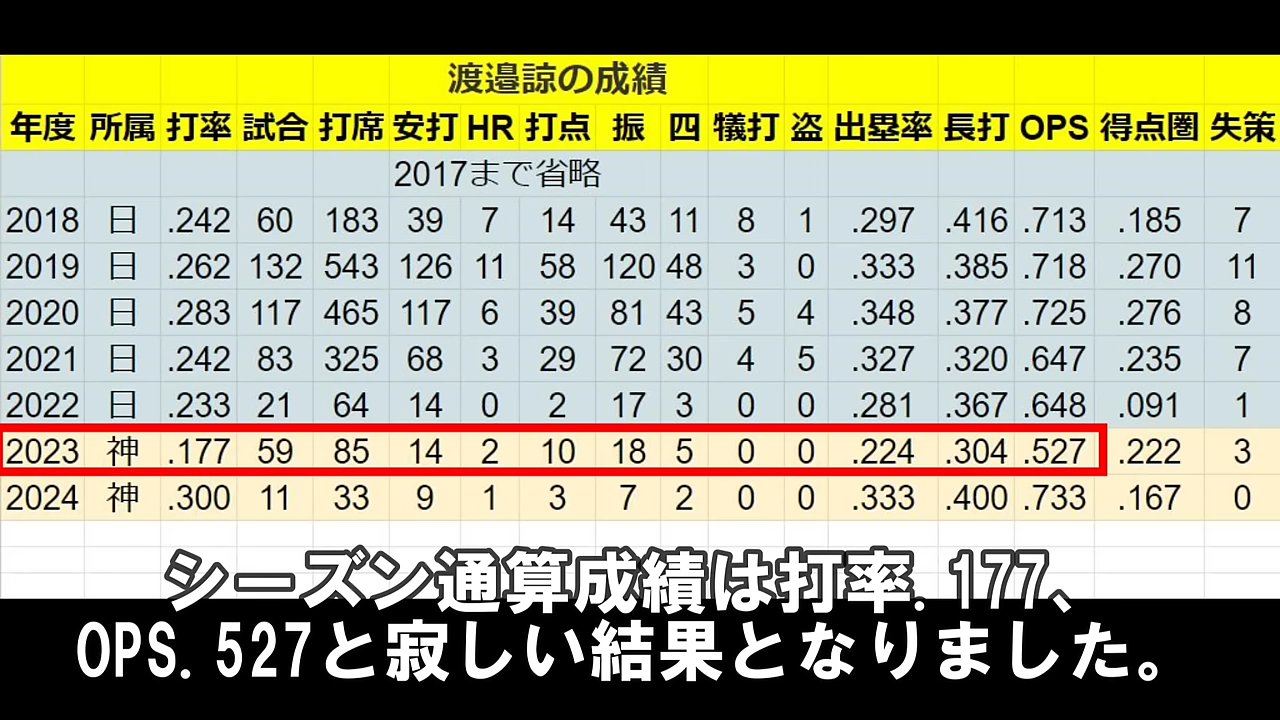 渡邉諒の成績
年度 所属 打率 試合 打席 安打 HR 打点 振 四 犠打 盗 出塁率 長打 OPS 得点圏 失策
2017まで省略
2018 日 .242 60 183 39 7 14 43 11 8 1 .297 .416 .713 .185 7
2019 日 .262 132 543 126 11 58 120 48 3 0 .333 .385 .718 .270 11
2020 日 .283 117 465 117 6 39 81 43 5 4 .348 .377 .725 .276 8
2021 日 .242 83 325 68 3 29 72 30 4 5 .327 .320 .647 .235 7
2022 日 .233 21 64 14 0 2 17 3 0 0 .281 .367 .648 .091 1
2023 神 .177 59 85 14 2 10 18 5 0 0 .224 .304 .527 .222 3
2024 神 .300 11 33 9 1 3 7 2 0 0 .333 .400 .733 .167 0
シーズン通算成績は打率.177、
OPS.527と寂しい結果となりました。